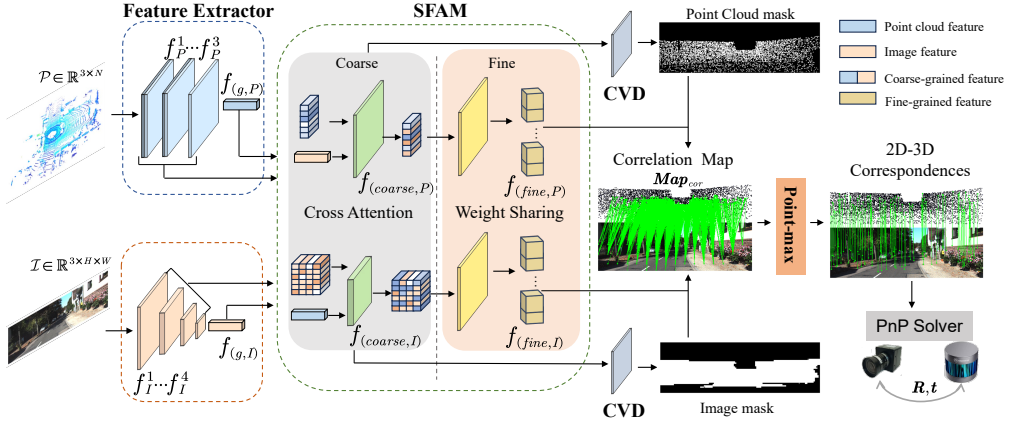 Feature Extractor
SFAM
Point Cloud mask
𝒫∈ℝ^{3×N}
f_P^1...f_P^3
f_{(g,P)}
Coarse
Fine
CVD
Point cloud feature
Image feature
Coarse-grained feature
Fine-grained feature
f_{(coarse,P)}
f_{(fine,P)}
Correlation Map
Map_{cor}
Point-max
2D-3D
Correspondences
Cross Attention
Weight Sharing
ℐ∈ℝ^{3×H×W}
f_{(g,I)}
f_I^1...f_I^4
f_{(coarse,I)}
f_{(fine,I)}
CVD
Image mask
PnP Solver
R,t